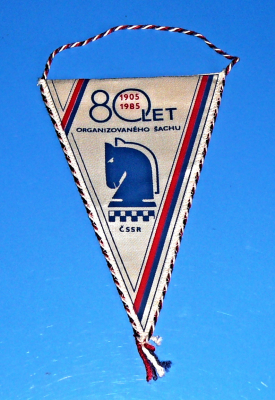 80 LET
1905
1985
ORGANIZOVANÉHO ŠACHU
ČSSR